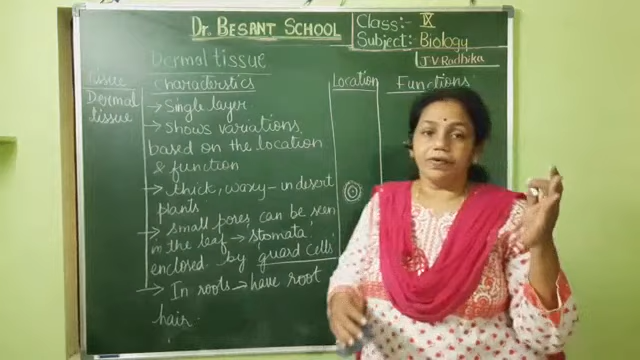 Dr. BESANT SCHOOL
Class:- IX
Subject:- Biology
J V Radhika
Dermal tissue
tissue characteristics Location Functions
Dermal tissue
→ Single layer
→ Shows variations
based on the location
& function
→ thick, waxy - in desert
plants
→ small pores can be seen
in the leaf → stomata,
enclosed by guard cells
→ In roots → have root
hair.